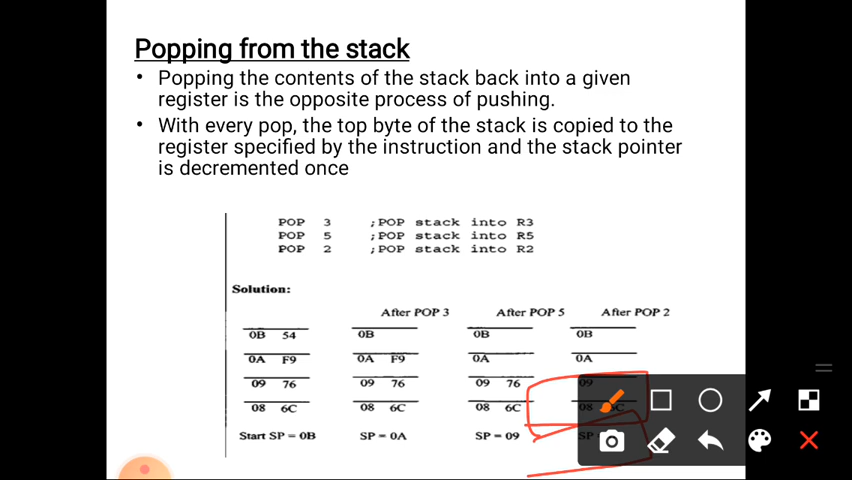 Popping from the stack
• Popping the contents of the stack back into a given
register is the opposite process of pushing.
• With every pop, the top byte of the stack is copied to the
register specified by the instruction and the stack pointer
is decremented once
POP 3 ;POP stack into R3
POP 5 ;POP stack into R5
POP 2 ;POP stack into R2
Solution:
After POP 3 After POP 5 After POP 2
0B 54 0B 0B 0B
0A F9 0A F9 0A 0A
09 76 09 76 09 76 09
08 6C 08 6C 08 6C 08
Start SP = 0B SP = 0A SP = 09 SP